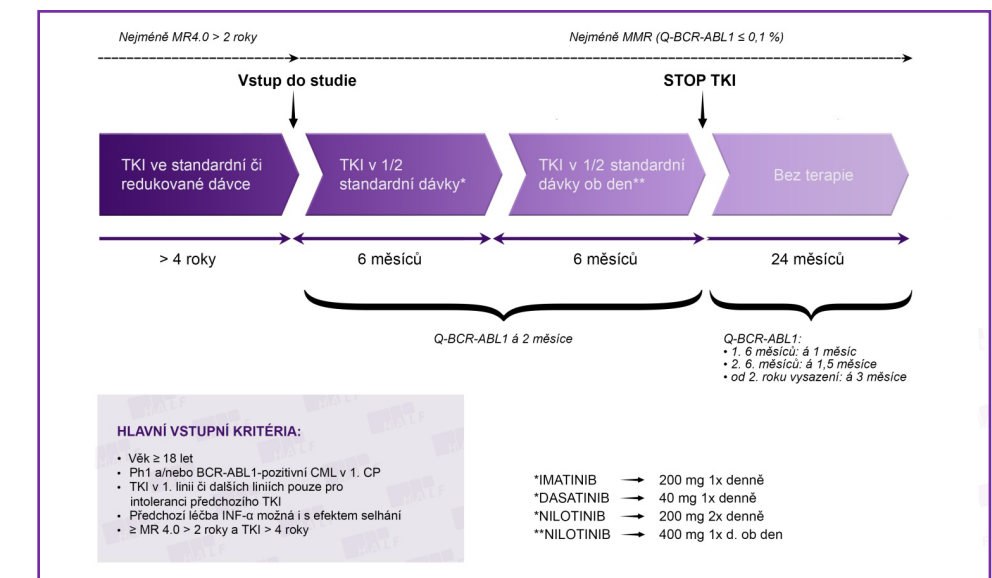 Nejméně MR4.0 > 2 roky
Nejméně MMR (Q-BCR-ABL1 ≤ 0,1 %)
Vstup do studie
STOP TKI
TKI ve standardní či
redukované dávce
TKI v 1/2
standardní dávky*
TKI v 1/2 standardní
dávky ob den**
Bez terapie
> 4 roky
6 měsíců
6 měsíců
24 měsíců
Q-BCR-ABL1 á 2 měsíce
Q-BCR-ABL1:
• 1. 6 měsíců: á 1 měsíc
• 2. 6. měsíců: á 1,5 měsíce
• od 2. roku vysazení: á 3 měsíce
HLAVNÍ VSTUPNÍ KRITÉRIA:
• Věk ≥ 18 let
• Ph1 a/nebo BCR-ABL1-pozitivní CML v 1. CP
• TKI v 1. linii či dalších liniích pouze pro
intoleranci předchozího TKI
• Předchozí léčba INF-α možná i s efektem selhání
• ≥ MR 4.0 > 2 roky a TKI > 4 roky
*IMATINIB → 200 mg 1x denně
*DASATINIB → 40 mg 1x denně
*NILOTINIB → 200 mg 2x denně
**NILOTINIB → 400 mg 1x d. ob den